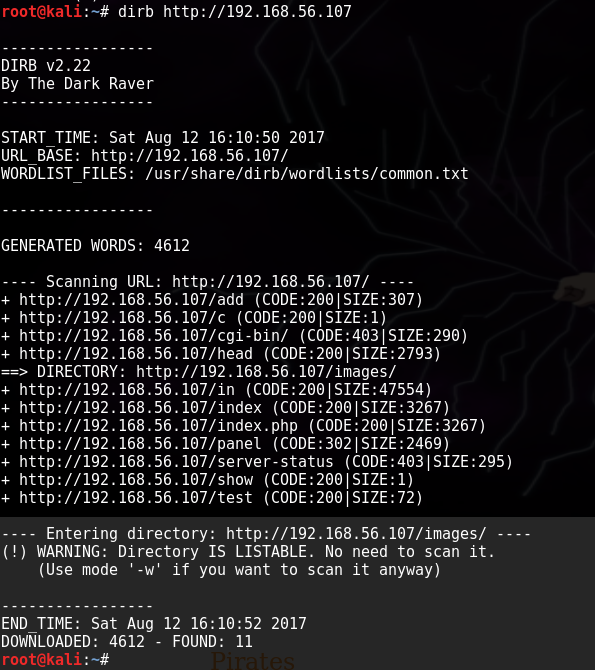 root@kali:~# dirb http://192.168.56.107
-----------------
DIRB v2.22
By The Dark Raver
-----------------
START_TIME: Sat Aug 12 16:10:50 2017
URL_BASE: http://192.168.56.107/
WORDLIST_FILES: /usr/share/dirb/wordlists/common.txt
-----------------
GENERATED WORDS: 4612
---- Scanning URL: http://192.168.56.107/ ----
+ http://192.168.56.107/add (CODE:200|SIZE:307)
+ http://192.168.56.107/c (CODE:200|SIZE:1)
+ http://192.168.56.107/cgi-bin/ (CODE:403|SIZE:290)
+ http://192.168.56.107/head (CODE:200|SIZE:2793)
==> DIRECTORY: http://192.168.56.107/images/
+ http://192.168.56.107/in (CODE:200|SIZE:47554)
+ http://192.168.56.107/index (CODE:200|SIZE:3267)
+ http://192.168.56.107/index.php (CODE:200|SIZE:3267)
+ http://192.168.56.107/panel (CODE:302|SIZE:2469)
+ http://192.168.56.107/server-status (CODE:403|SIZE:295)
+ http://192.168.56.107/show (CODE:200|SIZE:1)
+ http://192.168.56.107/test (CODE:200|SIZE:72)
---- Entering directory: http://192.168.56.107/images/ ----
(!) WARNING: Directory IS LISTABLE. No need to scan it.
    (Use mode '-w' if you want to scan it anyway)
-----------------
END_TIME: Sat Aug 12 16:10:52 2017
DOWNLOADED: 4612 - FOUND: 11
root@kali:~#
Pirates